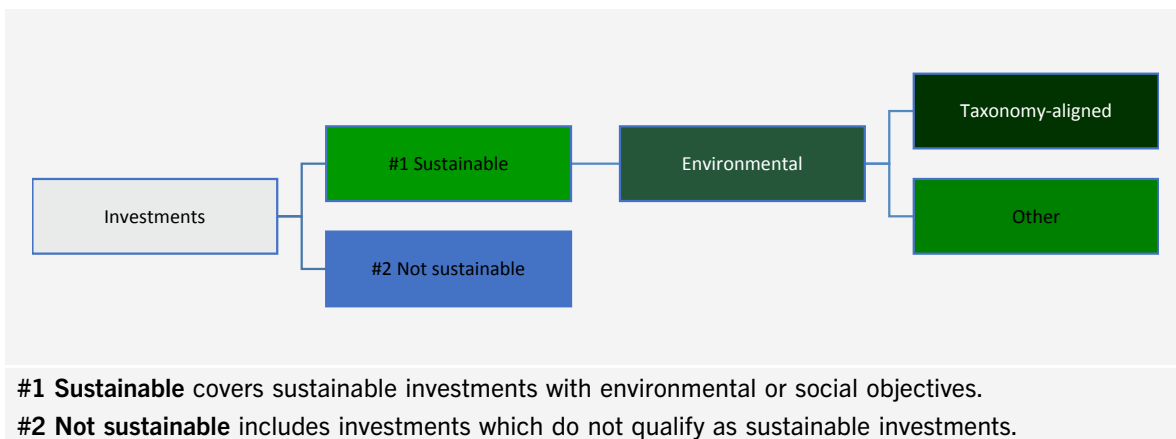 Taxonomy-aligned
#1 Sustainable
Environmental
Investments
Other
#2 Not sustainable
#1 Sustainable covers sustainable investments with environmental or social objectives.
#2 Not sustainable includes investments which do not qualify as sustainable investments.